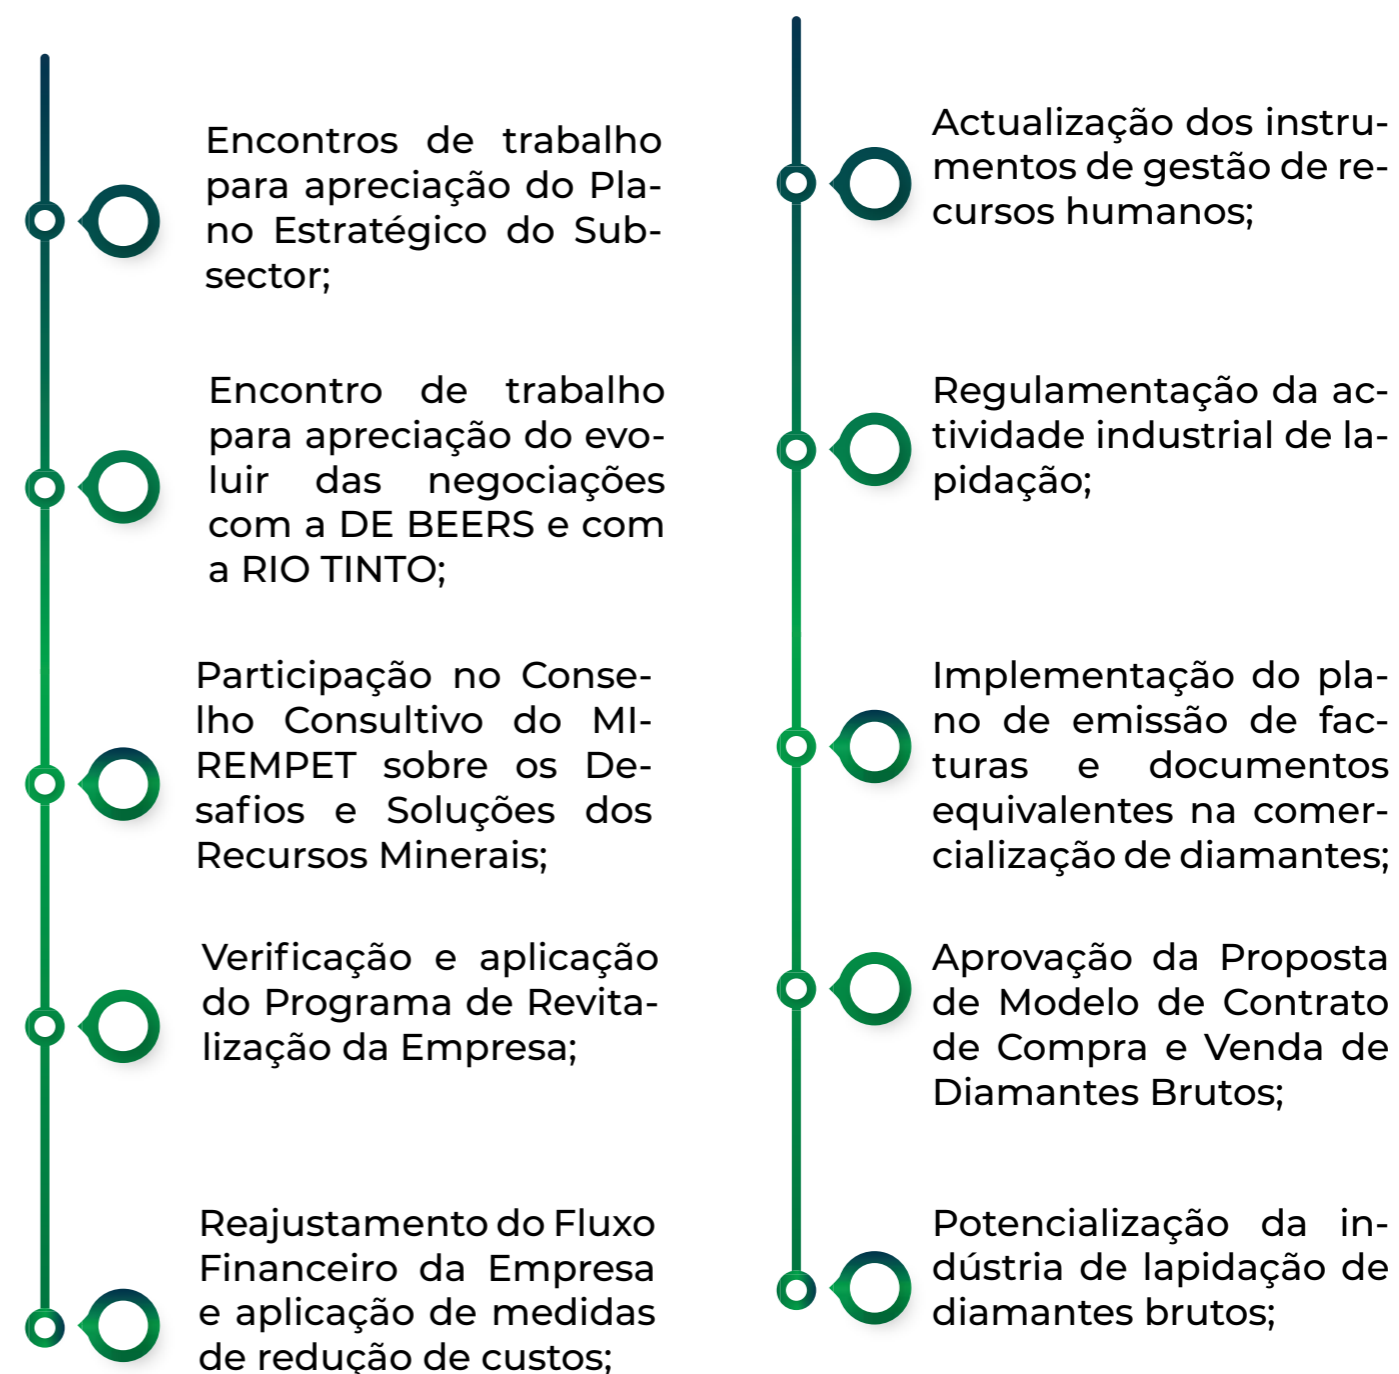 Encontros de trabalho
para apreciação do Pla-
no Estratégico do Sub-
sector;
Encontro de trabalho
para apreciação do evo-
luir das negociações
com a DE BEERS e com
a RIO TINTO;
Participação no Conse-
lho Consultivo do MI-
REMPET sobre os De-
safios e Soluções dos
Recursos Minerais;
Verificação e aplicação
do Programa de Revita-
lização da Empresa;
Reajustamento do Fluxo
Financeiro da Empresa
e aplicação de medidas
de redução de custos;
Actualização dos instru-
mentos de gestão de re-
cursos humanos;
Regulamentação da ac-
tividade industrial de la-
pidação;
Implementação do pla-
no de emissão de fac-
turas e documentos
equivalentes na comer-
cialização de diamantes;
Aprovação da Proposta
de Modelo de Contrato
de Compra e Venda de
Diamantes Brutos;
Potencialização da in-
dústria de lapidação de
diamantes brutos;